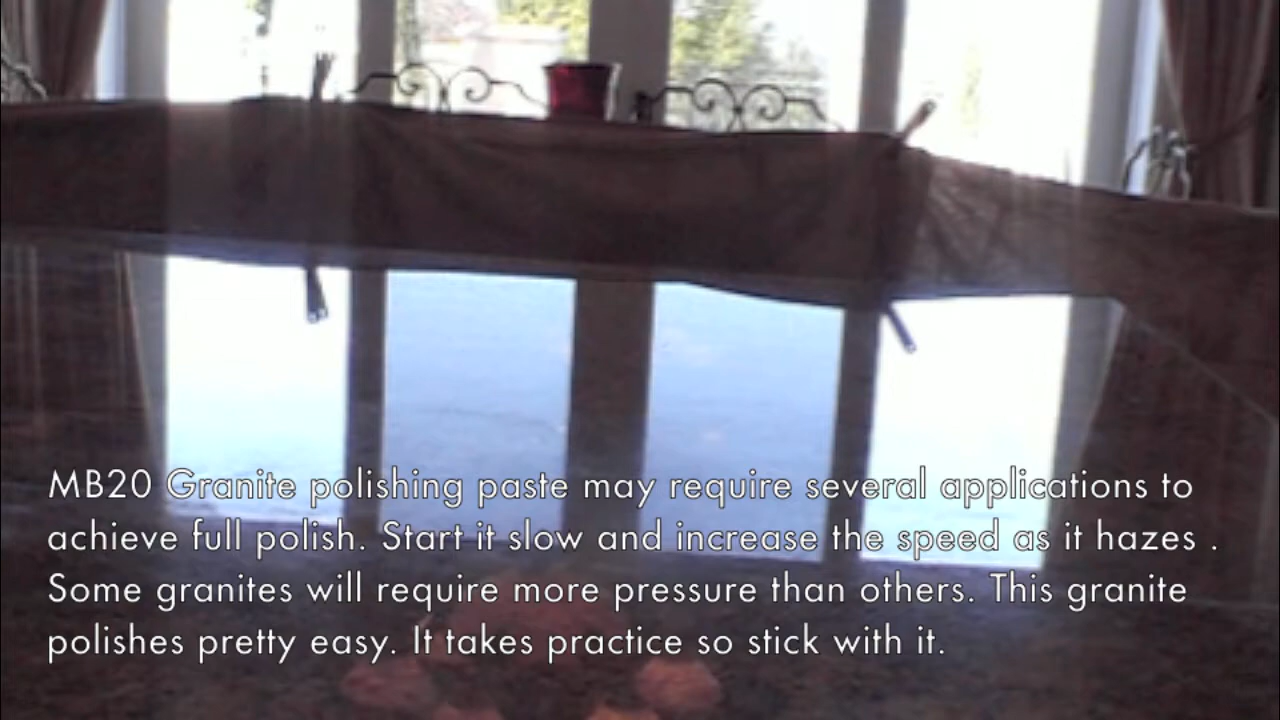 MB20 Granite polishing paste may require several applications to
achieve full polish. Start it slow and increase the speed as it hazes .
Some granites will require more pressure than others. This granite
polishes pretty easy. It takes practice so stick with it.